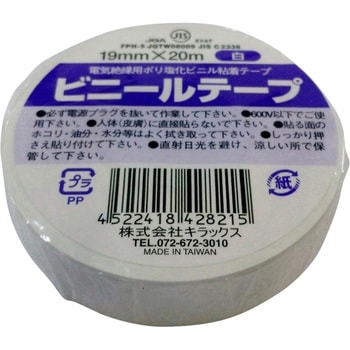 JIS
FPH-5 JQTW08009 JIS C 2336
19mm×20m 白
電気絶縁用ポリ塩化ビニル粘着テープ
ビニールテープ
●必ず電源プラグを抜いて作業して下さい。●600V以下でご使
用下さい。●人体(皮膚)に直接貼らないで下さい。●貼る面の
ホコリ・油分・水分等はよく拭き取って下さい。●しっかり押
さえ貼り付けて下さい。●直射日光を避け、涼しい所で保
管して下さい。
プラ
PP
紙
4522418428215
株式会社キラックス
TEL.072-672-3010
MADE IN TAIWAN